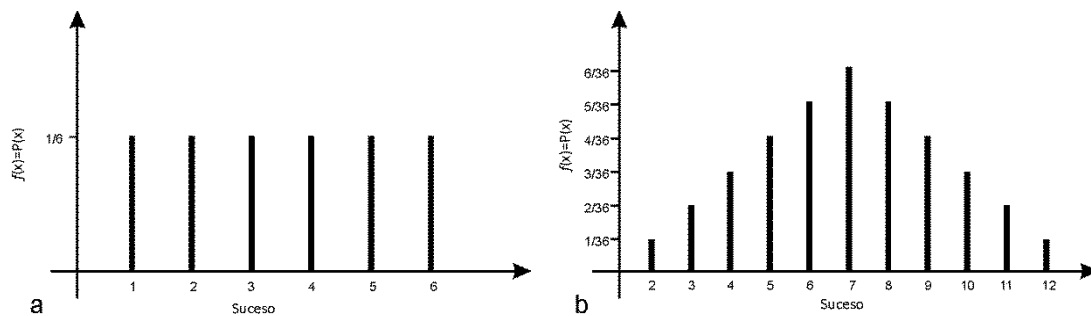 f(x)=P(x)
1/6
1 2 3 4 5 6
Suceso
a
f(x)=P(x)
6/36
5/36
4/36
3/36
2/36
1/36
2 3 4 5 6 7 8 9 10 11 12
Suceso
b